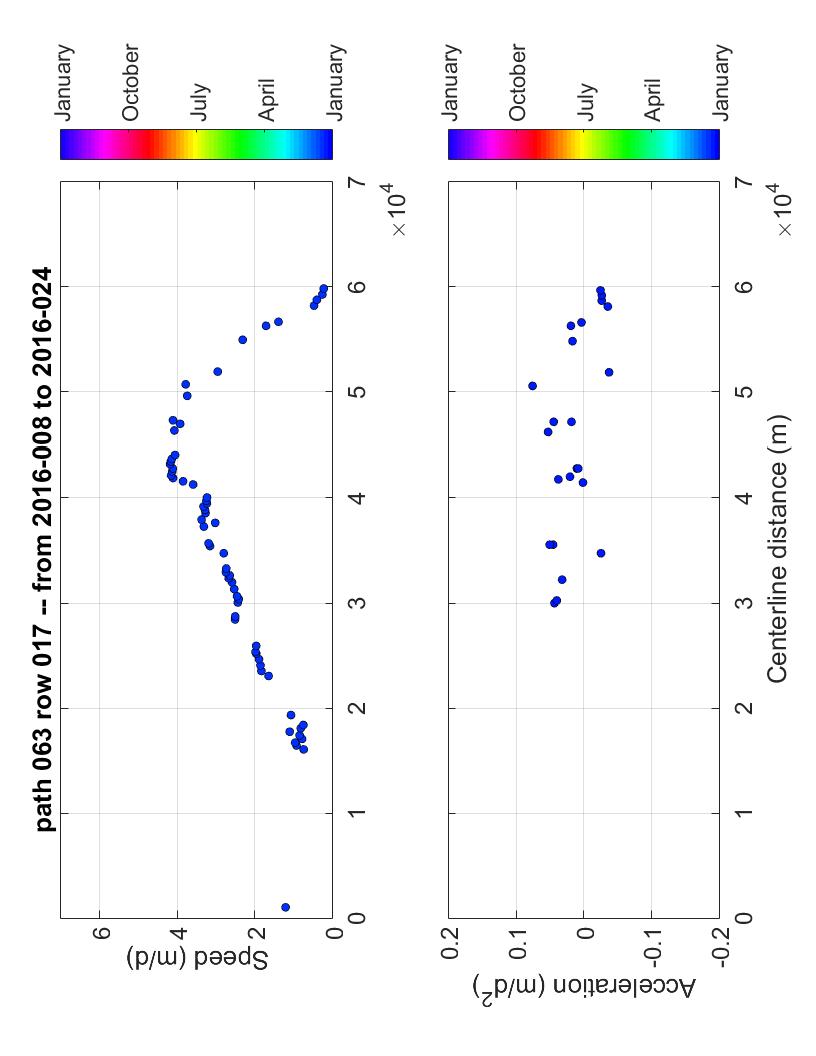 path 063 row 017 -- from 2016-008 to 2016-024
Speed (m/d)
6
4
2
0
0
1
2
3
4
5
6
7
×10⁴
January
October
July
April
January
Acceleration (m/d²)
0.2
0.1
0
-0.1
-0.2
0
1
2
3
4
5
6
7
×10⁴
Centerline distance (m)
January
October
July
April
January